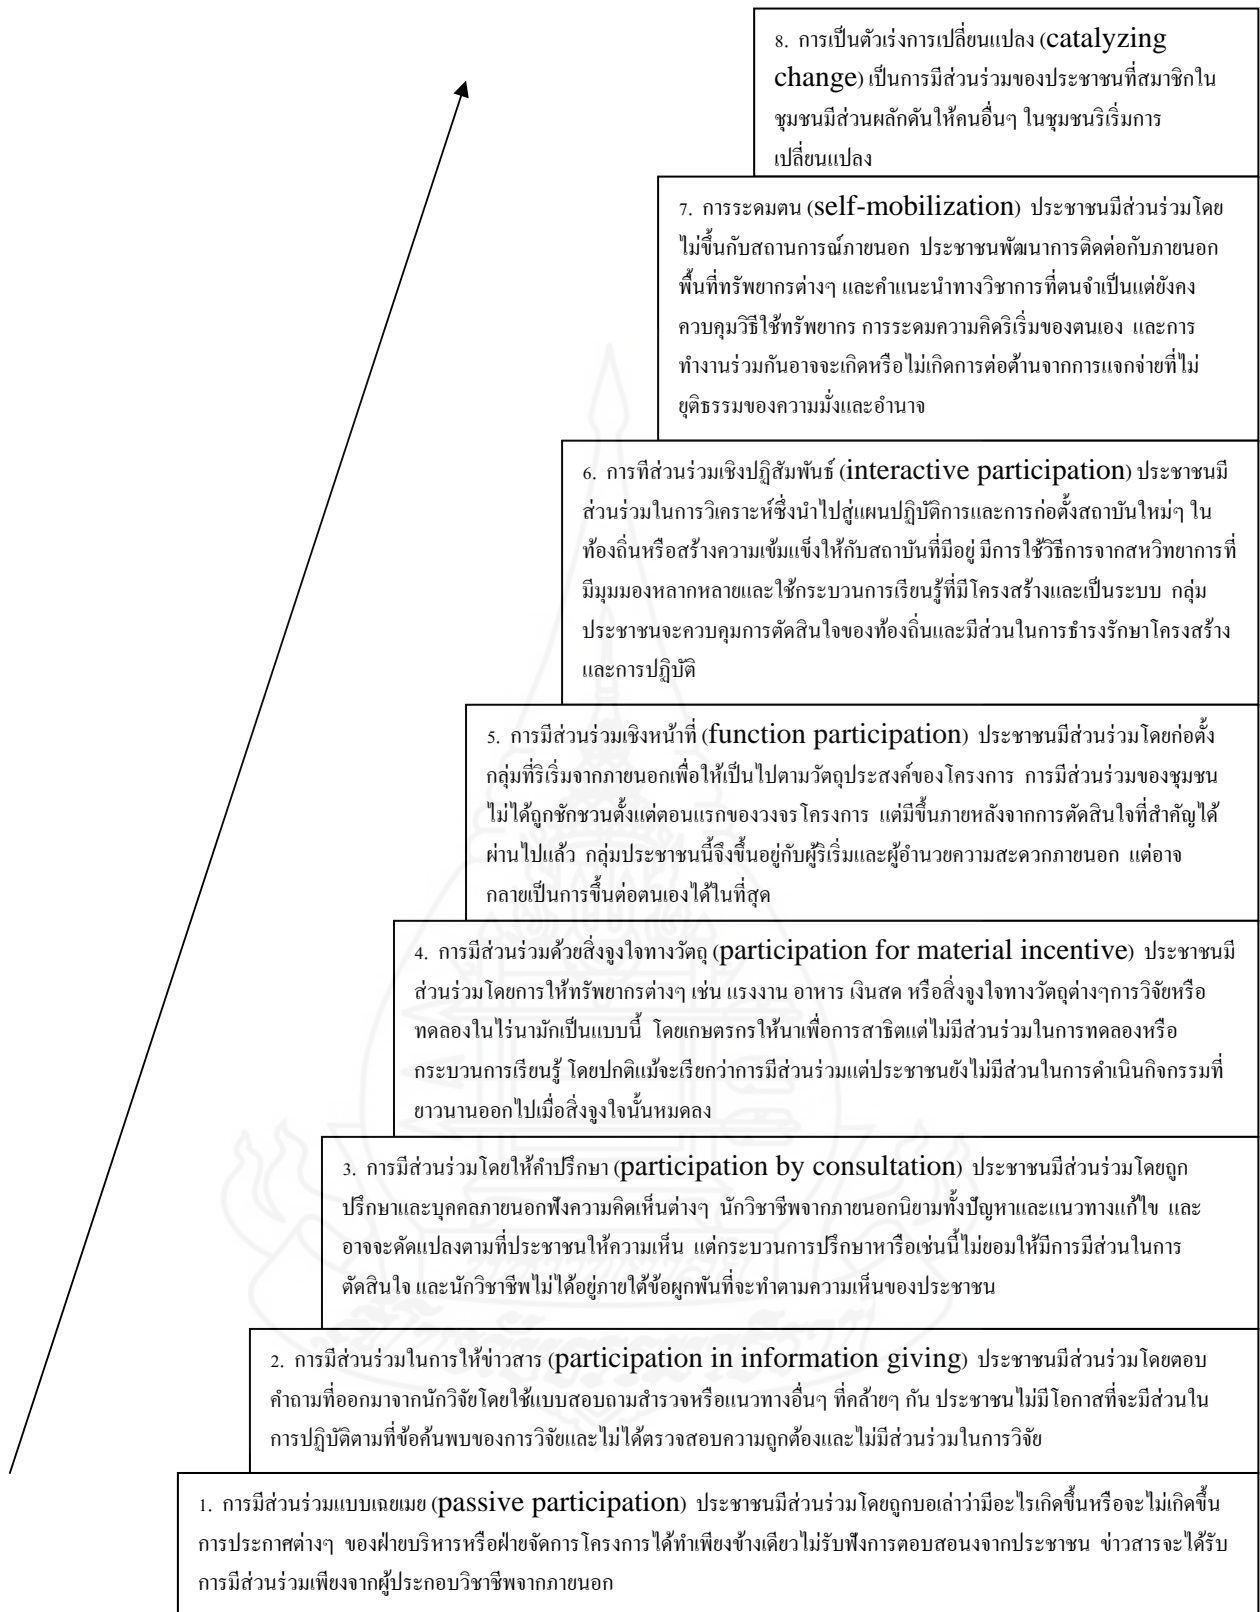 8. การเป็นตัวเร่งการเปลี่ยนแปลง (catalyzing
change) เป็นการมีส่วนร่วมของประชาชนที่สมาชิกใน
ชุมชนมีส่วนผลักดันให้คนอื่นๆ ในชุมชนริเริ่มการ
เปลี่ยนแปลง
7. การระดมตน (self-mobilization) ประชาชนมีส่วนร่วมโดย
ไม่ขึ้นกับสถานการณ์ภายนอก ประชาชนพัฒนาการติดต่อกับภายนอก
พื้นที่ทรัพยากรต่างๆ และคำแนะนำทางวิชาการที่ตนจำเป็นแต่ยังคง
ควบคุมวิธีใช้ทรัพยากร การระดมความคิดริเริ่มของตนเอง และการ
ทำงานร่วมกันอาจจะเกิดหรือไม่เกิดการต่อต้านจากการแจกจ่ายที่ไม่
ยุติธรรมของความมั่งและอำนาจ
6. การทีส่วนร่วมเชิงปฏิสัมพันธ์ (interactive participation) ประชาชนมี
ส่วนร่วมในการวิเคราะห์ซึ่งนำไปสู่แผนปฏิบัติการและการก่อตั้งสถาบันใหม่ๆ ใน
ท้องถิ่นหรือสร้างความเข้มแข็งให้กับสถาบันที่มีอยู่ มีการใช้วิธีการจากสหวิทยาการที่
มีมุมมองหลากหลายและใช้กระบวนการเรียนรู้ที่มีโครงสร้างและเป็นระบบ กลุ่ม
ประชาชนจะควบคุมการตัดสินใจของท้องถิ่นและมีส่วนในการธำรงรักษาโครงสร้าง
และการปฏิบัติ
5. การมีส่วนร่วมเชิงหน้าที่ (function participation) ประชาชนมีส่วนร่วมโดยก่อตั้ง
กลุ่มที่ริเริ่มจากภายนอกเพื่อให้เป็นไปตามวัตถุประสงค์ของโครงการ การมีส่วนร่วมของชุมชน
ไม่ได้ถูกชักชวนตั้งแต่ตอนแรกของวงจรโครงการ แต่มีขึ้นภายหลังจากการตัดสินใจที่สำคัญได้
ผ่านไปแล้ว กลุ่มประชาชนนี้จึงขึ้นอยู่กับผู้ริเริ่มและผู้อำนวยความสะดวกภายนอก แต่อาจ
กลายเป็นการขึ้นต่อตนเองได้ในที่สุด
4. การมีส่วนร่วมด้วยสิ่งจูงใจทางวัตถุ (participation for material incentive) ประชาชนมี
ส่วนร่วมโดยการให้ทรัพยากรต่างๆ เช่น แรงงาน อาหาร เงินสด หรือสิ่งจูงใจทางวัตถุต่างๆการวิจัยหรือ
ทดลองในไร่นามักเป็นแบบนี้ โดยเกษตรกรให้นาเพื่อการสาธิตแต่ไม่มีส่วนร่วมในการทดลองหรือ
กระบวนการเรียนรู้ โดยปกติแม้จะเรียกว่าการมีส่วนร่วมแต่ประชาชนยังไม่มีส่วนในการดำเนินกิจกรรมที่
ยาวนานออกไปเมื่อสิ่งจูงใจนั้นหมดลง
3. การมีส่วนร่วมโดยให้คำปรึกษา (participation by consultation) ประชาชนมีส่วนร่วมโดยถูก
ปรึกษาและบุคคลภายนอกฟังความคิดเห็นต่างๆ นักวิชาชีพจากภายนอกนิยามทั้งปัญหาและแนวทางแก้ไข และ
อาจจะดัดแปลงตามที่ประชาชนให้ความเห็น แต่กระบวนการปรึกษาหารือเช่นนี้ไม่ยอมให้มีการมีส่วนในการ
ตัดสินใจ และนักวิชาชีพไม่ได้อยู่ภายใต้ข้อผูกพันที่จะทำตามความเห็นของประชาชน
2. การมีส่วนร่วมในการให้ข่าวสาร (participation in information giving) ประชาชนมีส่วนร่วมโดยตอบ
คำถามที่ออกมาจากนักวิจัยโดยใช้แบบสอบถามสำรวจหรือแนวทางอื่นๆ ที่คล้ายๆ กัน ประชาชนไม่มีโอกาสที่จะมีส่วนใน
การปฏิบัติตามที่ข้อค้นพบของการวิจัยและไม่ได้ตรวจสอบความถูกต้องและไม่มีส่วนร่วมในการวิจัย
1. การมีส่วนร่วมแบบเฉยเมย (passive participation) ประชาชนมีส่วนร่วมโดยถูกบอเล่าว่ามีอะไรเกิดขึ้นหรือจะไม่เกิดขึ้น
การประกาศต่างๆ ของฝ่ายบริหารหรือฝ่ายจัดการโครงการได้ทำเพียงข้างเดียวไม่รับฟังการตอบสอนงจากประชาชน ข่าวสารจะได้รับ
การมีส่วนร่วมเพียงจากผู้ประกอบวิชาชีพจากภายนอก